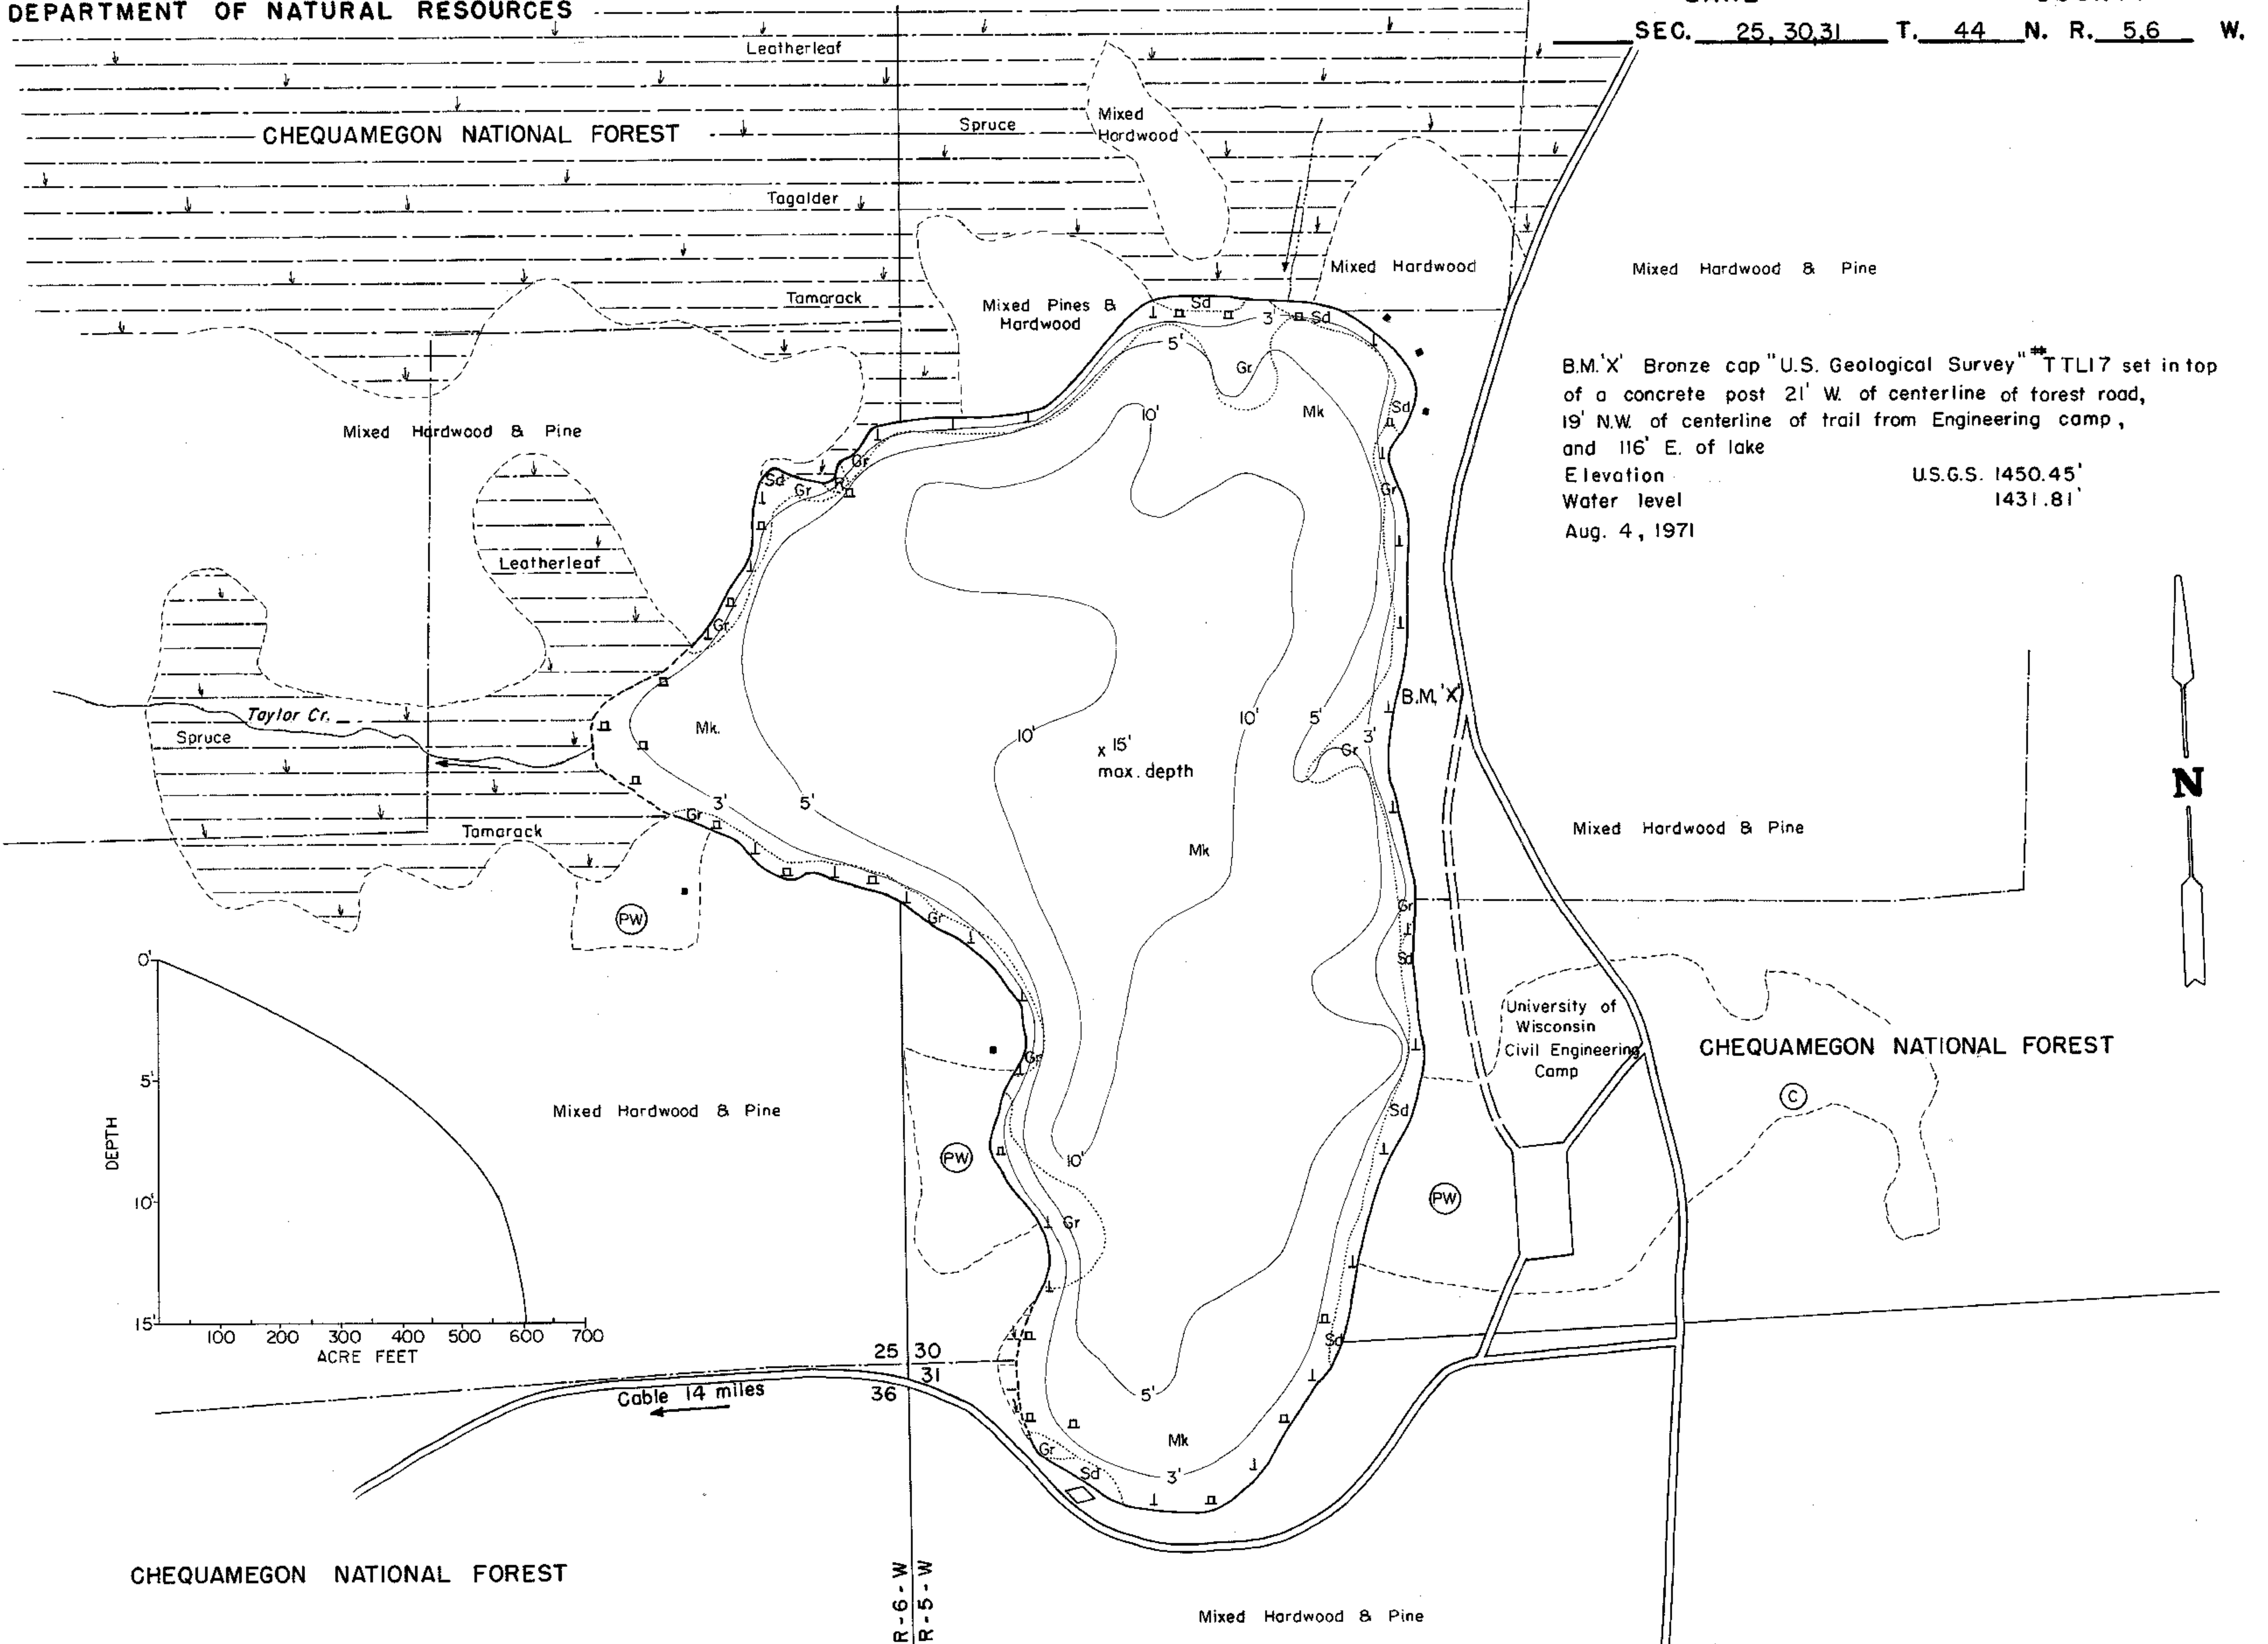 DEPARTMENT OF NATURAL RESOURCES
SEC. 25, 30,31 T. 44 N. R. 5,6 W.
Leatherleaf
CHEQUAMEGON NATIONAL FOREST
Spruce
Mixed
Hardwood
Tagalder
Mixed Hardwood
Mixed Hardwood & Pine
Tamarack
Mixed Pines &
Hardwood
Sd
3'
Sd
5'
Gr
B.M.'X' Bronze cap "U.S. Geological Survey" # TTL17 set in top
of a concrete post 21' W. of centerline of forest road,
19' N.W. of centerline of trail from Engineering camp,
and 116' E. of lake
Elevation U.S.G.S. 1450.45'
Water level 1431.81'
Aug. 4, 1971
10'
Mk
Sd
Mixed Hardwood & Pine
Gr
Sd
Gr
R
Gr
Leatherleaf
Gr
B.M. 'X'
Taylor Cr.
Spruce
Mk.
10'
x 15'
max. depth
10'
5'
3'
Gr
N
3'
5'
Gr
Tamarack
Mk
Mixed Hardwood & Pine
PW
Gr
Gr
Sd
0'
5'
10'
15'
DEPTH
100 200 300 400 500 600 700
ACRE FEET
University of
Wisconsin
Civil Engineering
Camp
CHEQUAMEGON NATIONAL FOREST
C
Gr
Mixed Hardwood & Pine
Sd
PW
10'
PW
Gr
Sd
25 30
36 31
Cable 14 miles
5'
Mk
Gr
Sd
3'
CHEQUAMEGON NATIONAL FOREST
R-6-W
R-5-W
Mixed Hardwood & Pine